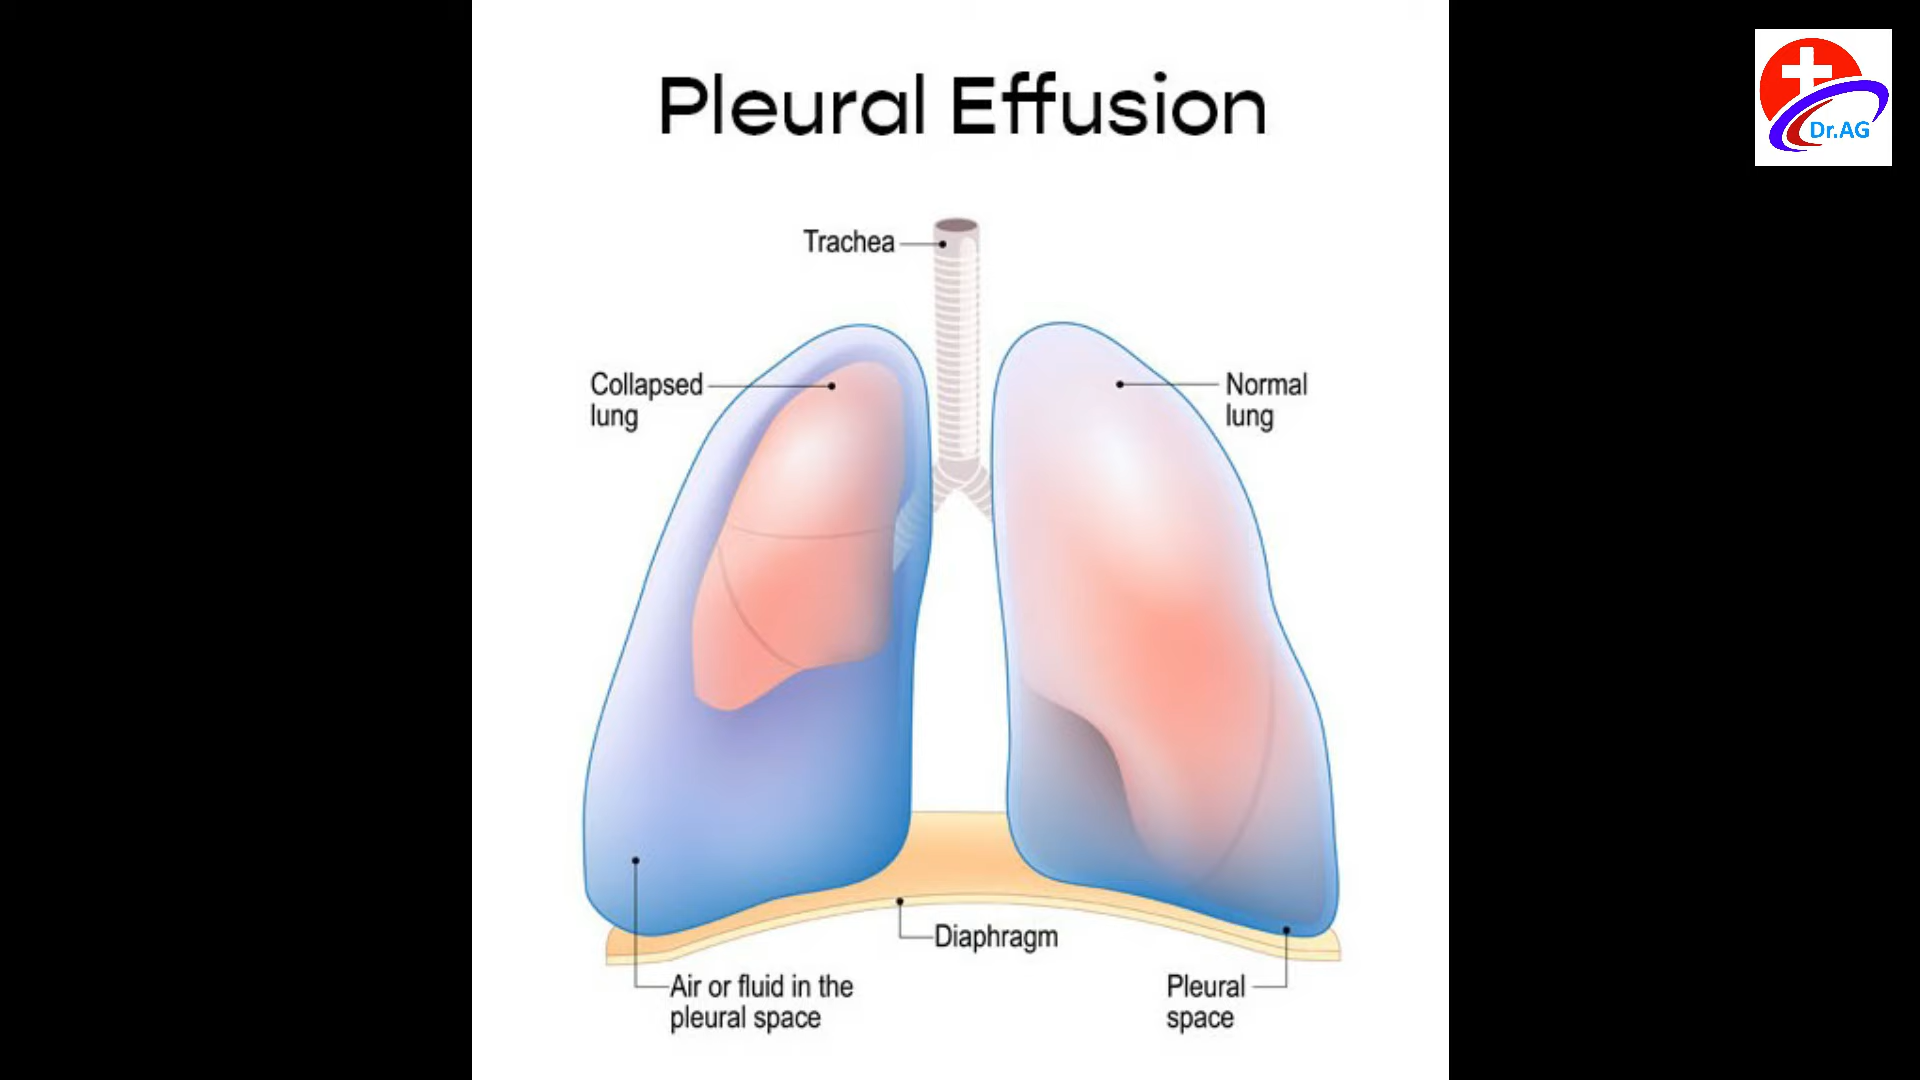 Pleural Effusion
Dr.AG
Trachea
Collapsed
lung
Normal
lung
Diaphragm
Air or fluid in the
pleural space
Pleural
space